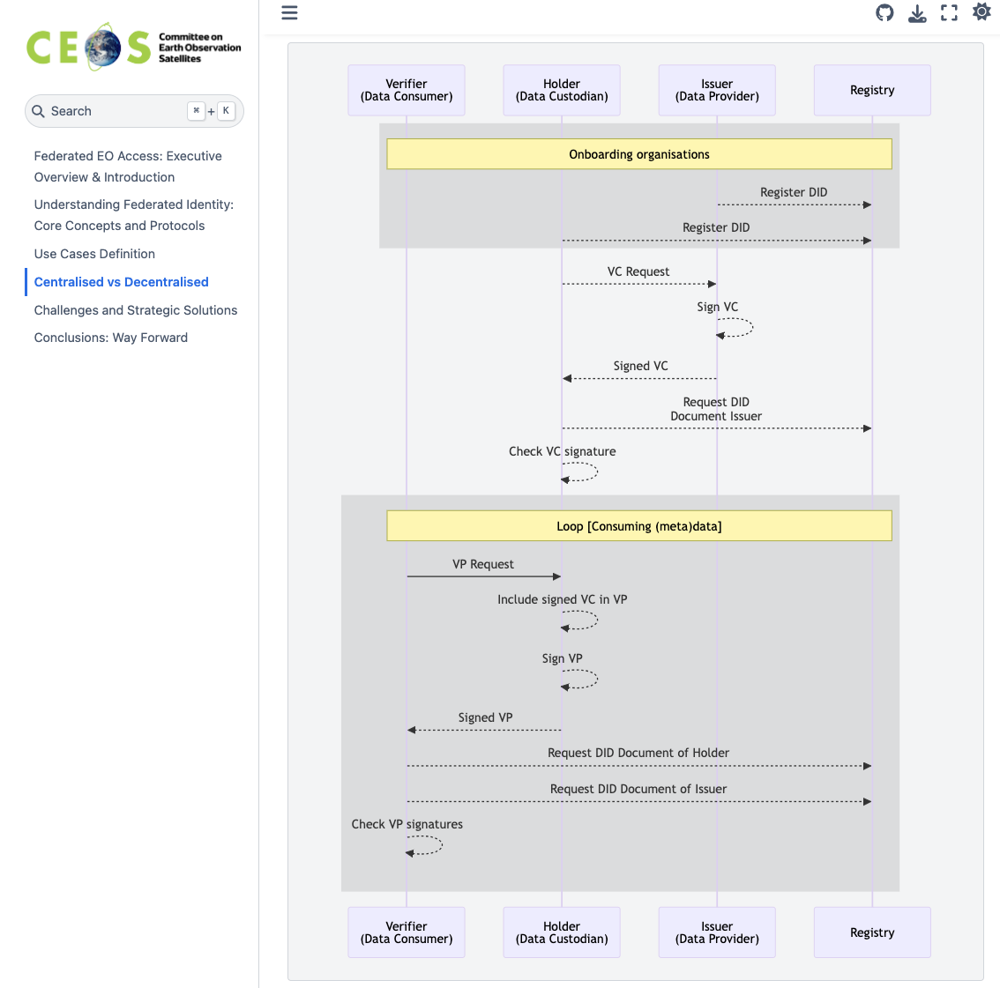 CEOS
Committee on
Earth Observation
Satellites
Search
⌘ + K
Federated EO Access: Executive
Overview & Introduction
Understanding Federated Identity:
Core Concepts and Protocols
Use Cases Definition
Centralised vs Decentralised
Challenges and Strategic Solutions
Conclusions: Way Forward
Verifier
(Data Consumer)
Holder
(Data Custodian)
Issuer
(Data Provider)
Registry
Onboarding organisations
Register DID
Register DID
VC Request
Sign VC
Signed VC
Request DID
Document Issuer
Check VC signature
Loop [Consuming (meta)data]
VP Request
Include signed VC in VP
Sign VP
Signed VP
Request DID Document of Holder
Request DID Document of Issuer
Check VP signatures
Verifier
(Data Consumer)
Holder
(Data Custodian)
Issuer
(Data Provider)
Registry